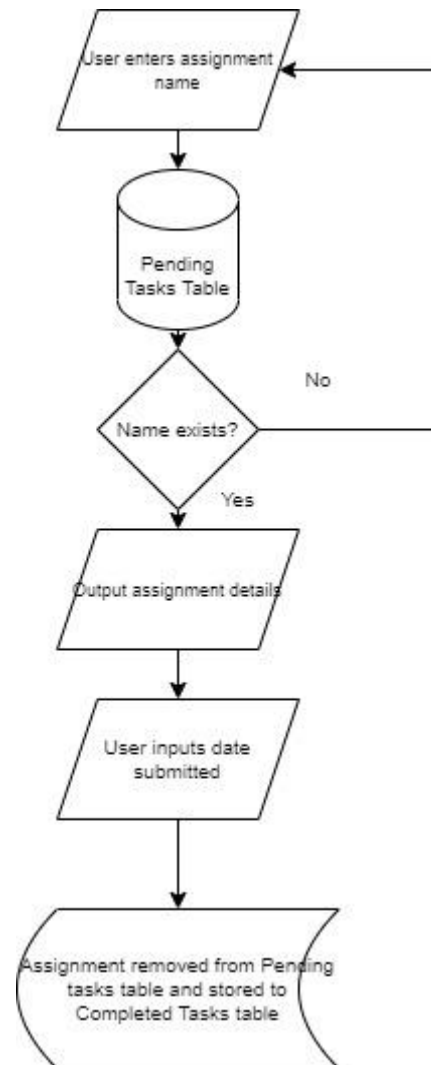 User enters assignment
name
Pending
Tasks Table
No
Name exists?
Yes
Output assignment details
User inputs date
submitted
Assignment removed from Pending
tasks table and stored to
Completed Tasks table